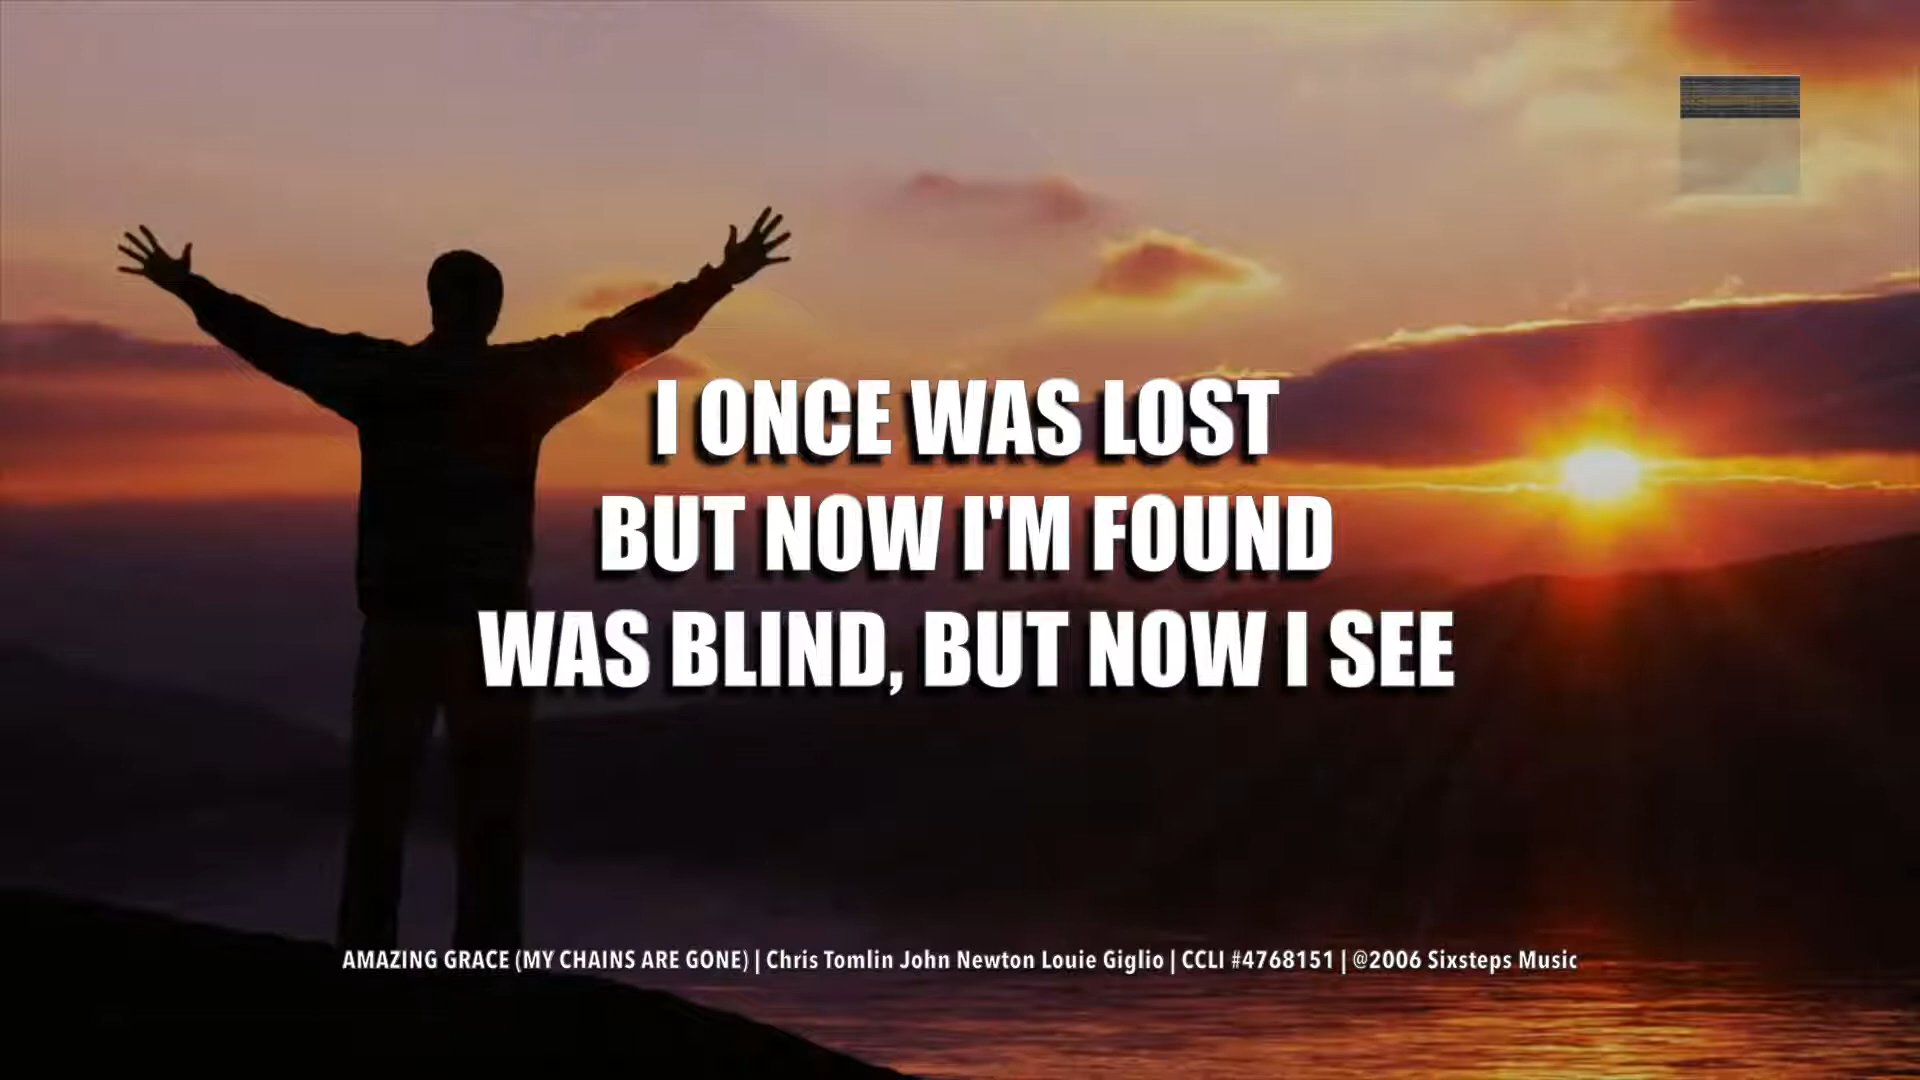 I ONCE WAS LOST
BUT NOW I'M FOUND
WAS BLIND, BUT NOW I SEE
AMAZING GRACE (MY CHAINS ARE GONE) | Chris Tomlin John Newton Louie Giglio | CCLI #4768151 | @2006 Sixsteps Music